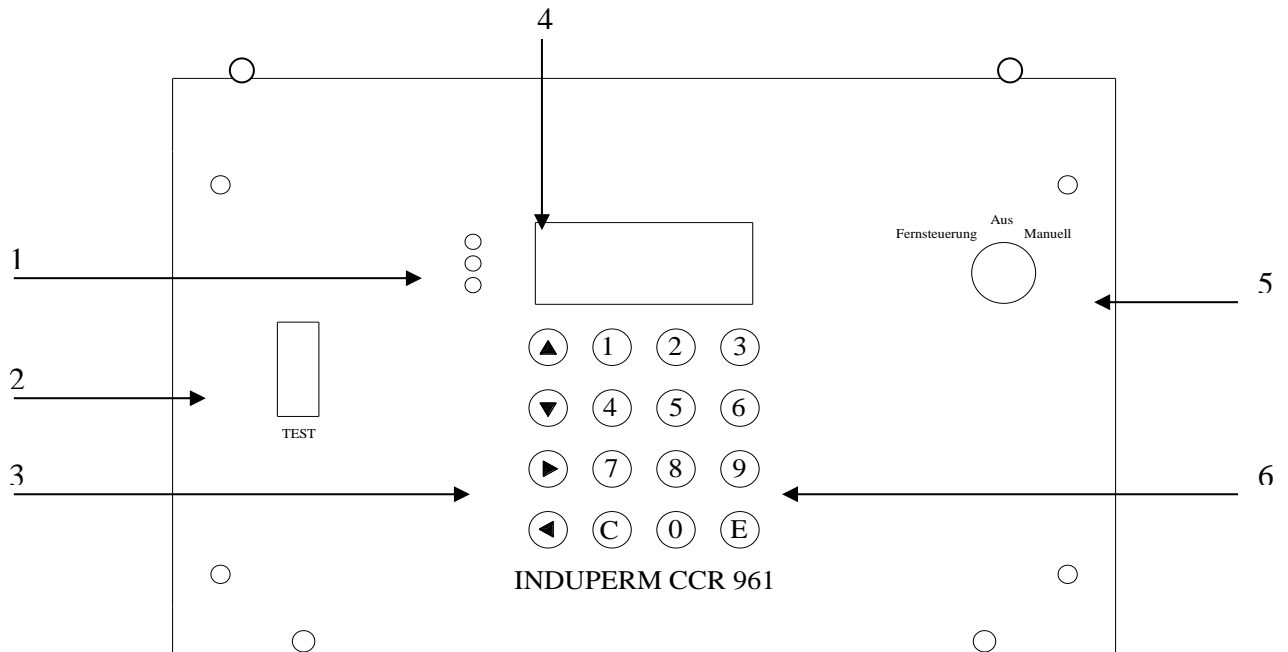 4
Aus
Fernsteuerung Manuell
1
5
1 2 3
2
4 5 6
TEST
3
7 8 9
6
C 0 E
INDUPERM CCR 961